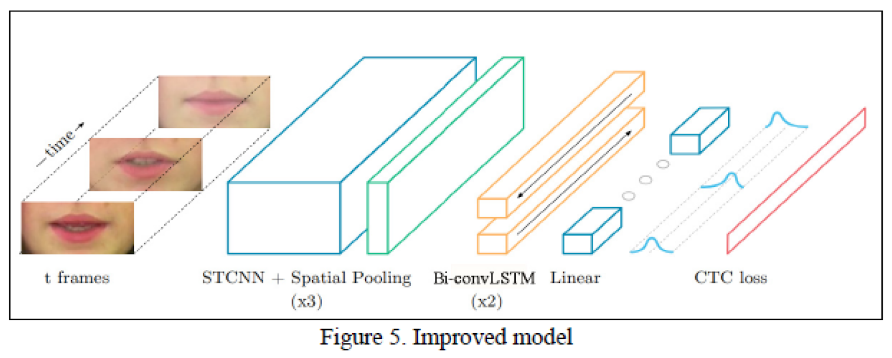 —time→
t frames
STCNN + Spatial Pooling
(x3)
Bi-convLSTM
(x2)
Linear
CTC loss
Figure 5. Improved model